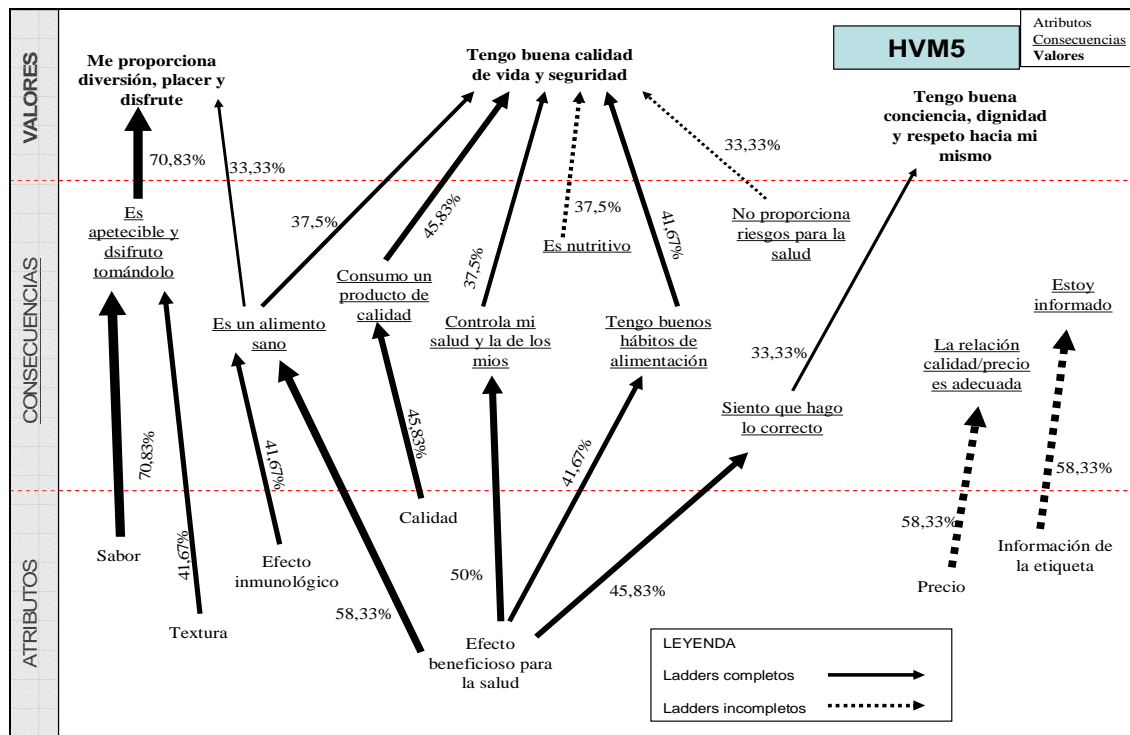 VALORES
CONSECUENCIAS
ATRIBUTOS
HVM5
Atributos
Consecuencias
Valores
Me proporciona
diversión, placer y
disfrute
Tengo buena calidad
de vida y seguridad
Tengo buena
conciencia, dignidad
y respeto hacia mi
mismo
70,83%
33,33%
37,5%
45,83%
37,5%
37,5%
41,67%
33,33%
Es
apetecible y
dsifruto
tomándolo
Es un alimento
sano
Consumo un
producto de
calidad
Controla mi
salud y la de los
mios
Es nutritivo
Tengo buenos
hábitos de
alimentación
No proporciona
riesgos para la
salud
Siento que hago
lo correcto
33,33%
La relación
calidad/precio
es adecuada
Estoy
informado
70,83%
41,67%
41,67%
58,33%
45,83%
50%
41,67%
45,83%
58,33%
58,33%
Sabor
Textura
Efecto
inmunológico
Calidad
Efecto
beneficioso para
la salud
Precio
Información de
la etiqueta
LEYENDA
Ladders completos
Ladders incompletos